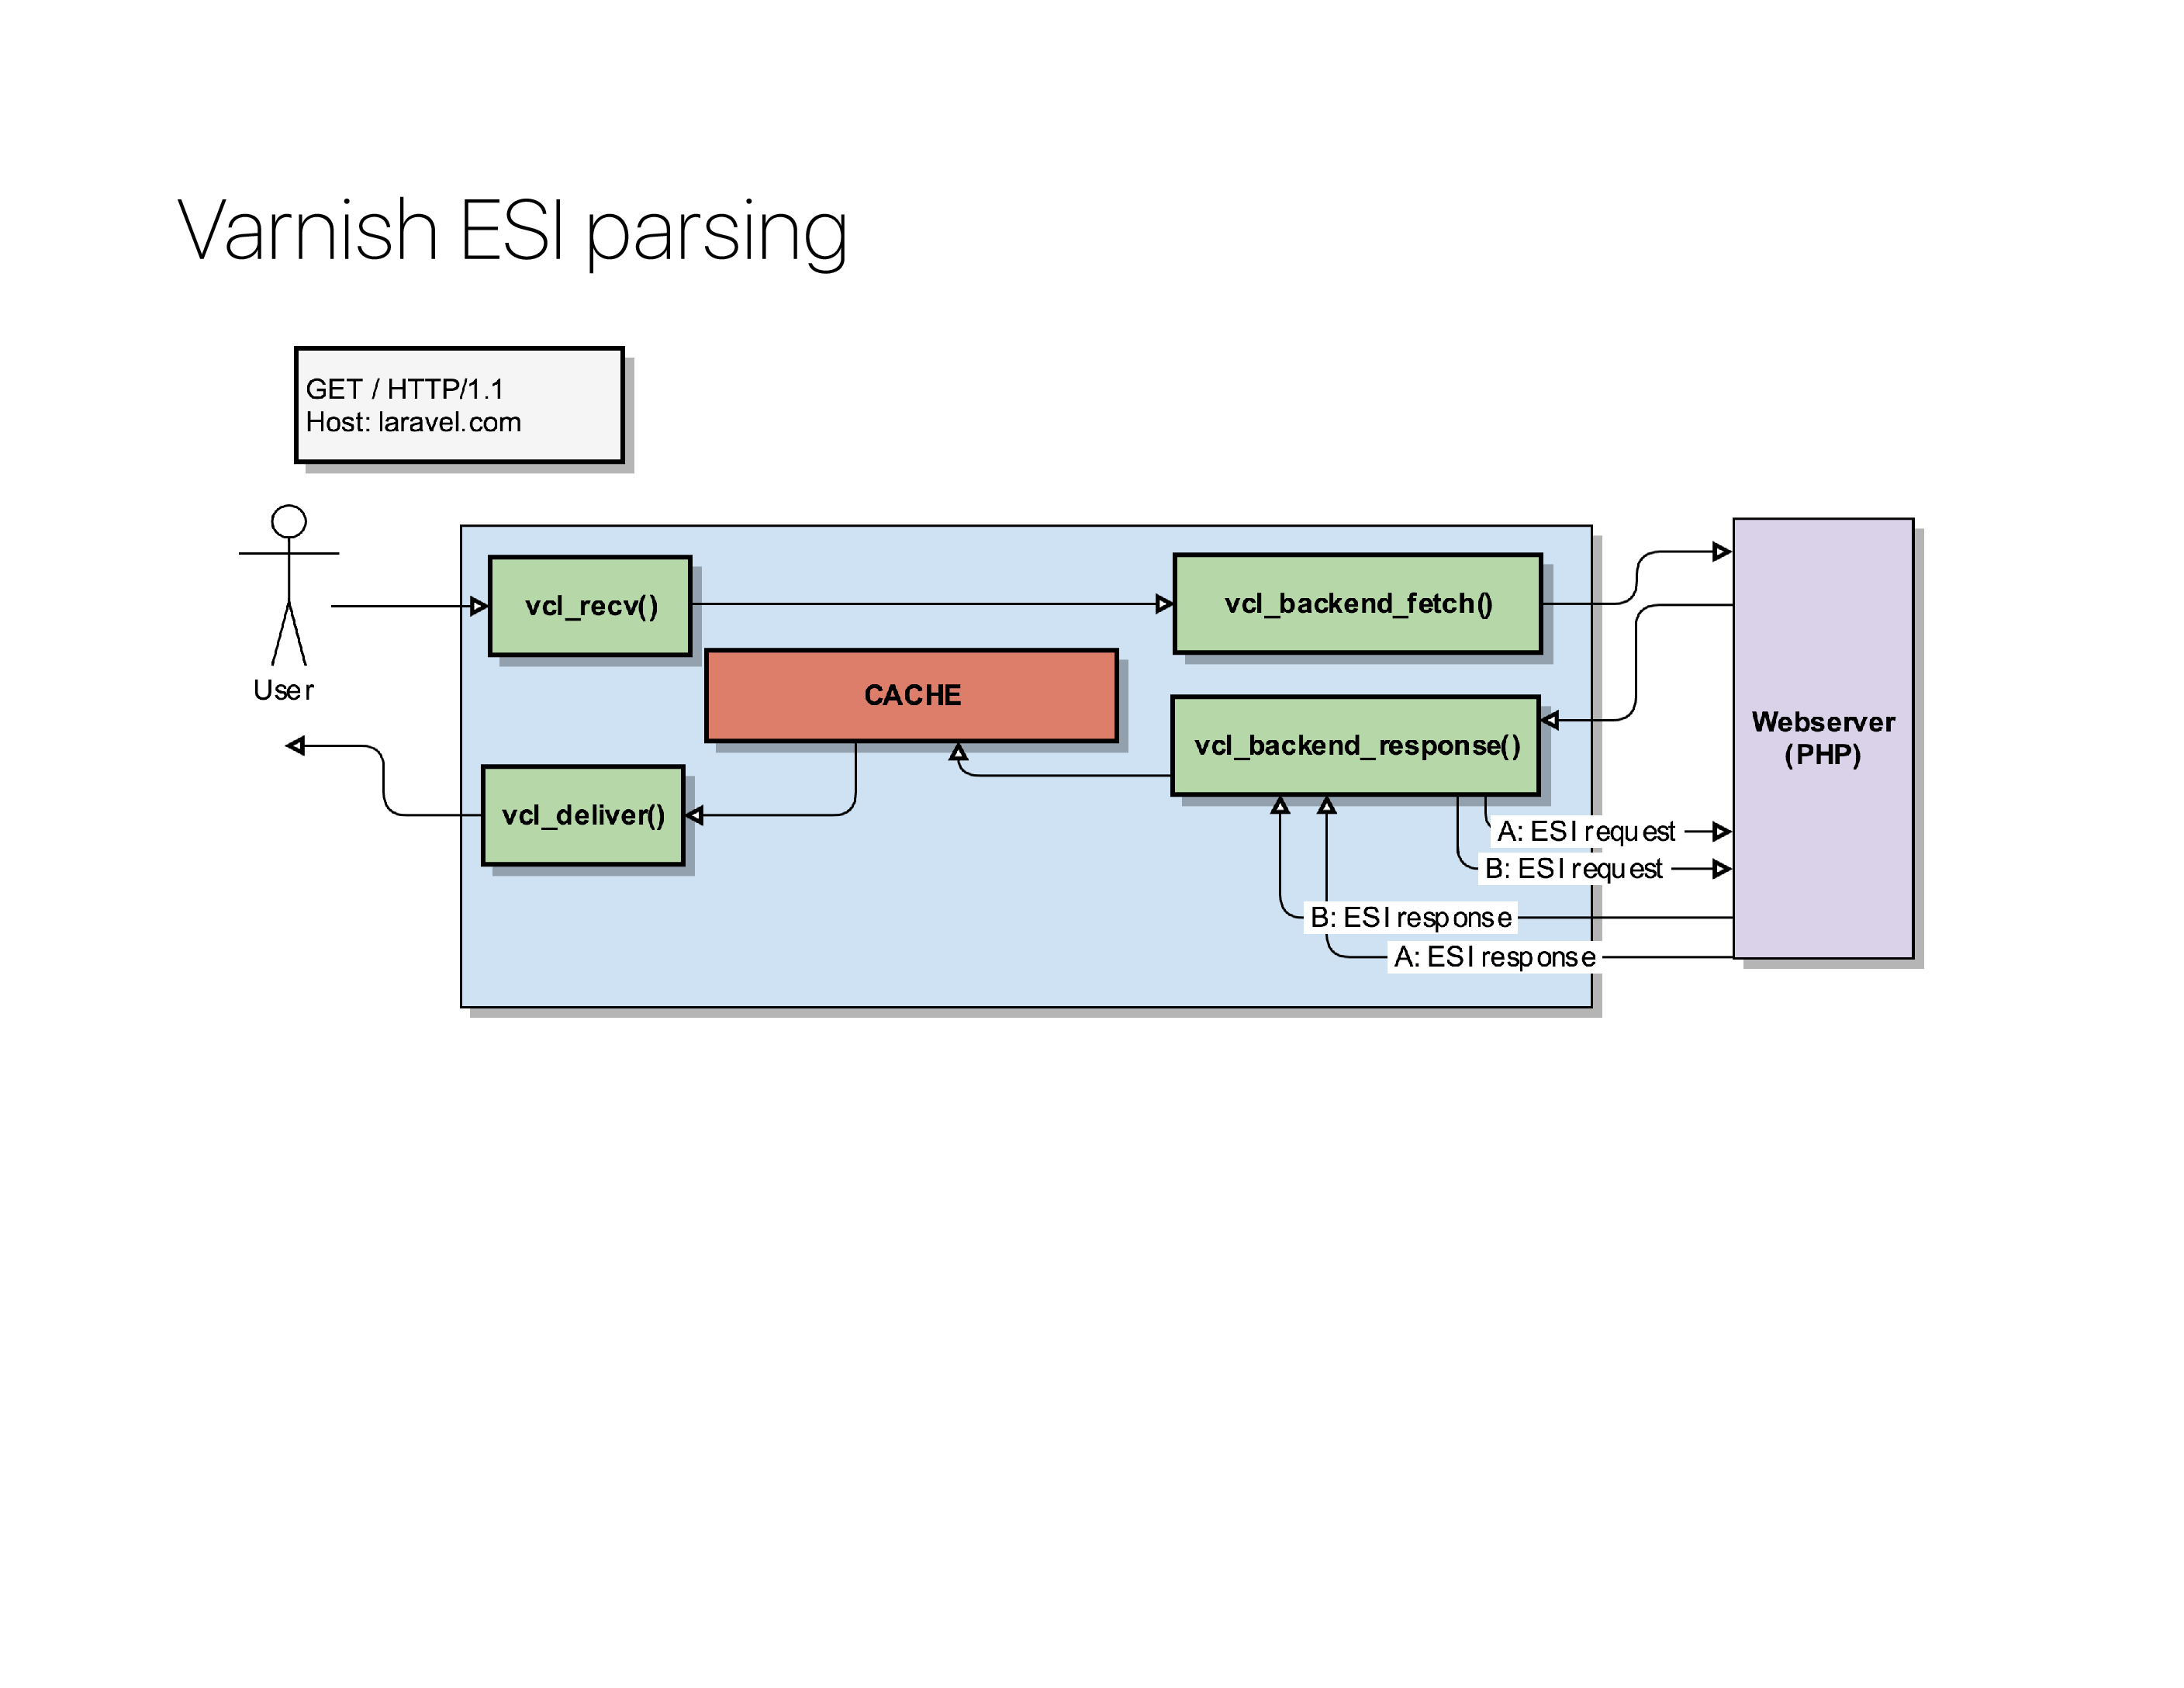 Varnish ESI parsing
GET / HTTP/1.1
Host: laravel.com
User
vcl_recv()
vcl_backend_fetch()
CACHE
vcl_backend_response()
Webserver
(PHP)
vcl_deliver()
A: ESI request
B: ESI request
B: ESI response
A: ESI response